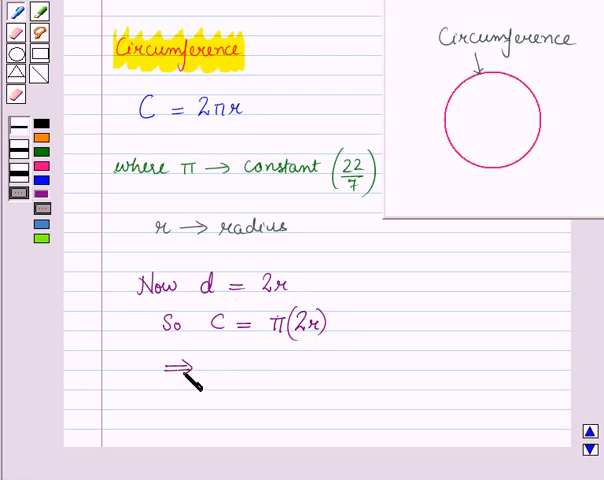 Circumference
C = 2πr
where π → constant (22/7)
r → radius
Now d = 2r
So C = π(2r)
⇒
Circumference